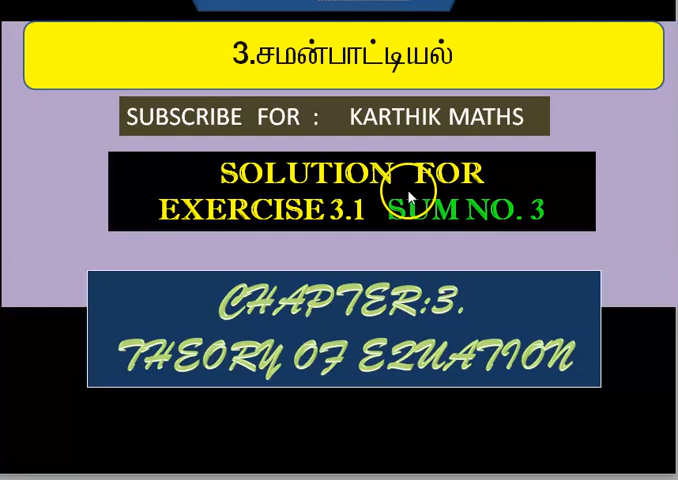 3.சமன்பாட்டியல்
SUBSCRIBE FOR : KARTHIK MATHS
SOLUTION FOR
EXERCISE 3.1 SUM NO. 3
CHAPTER:3.
THEORY OF EQUATION